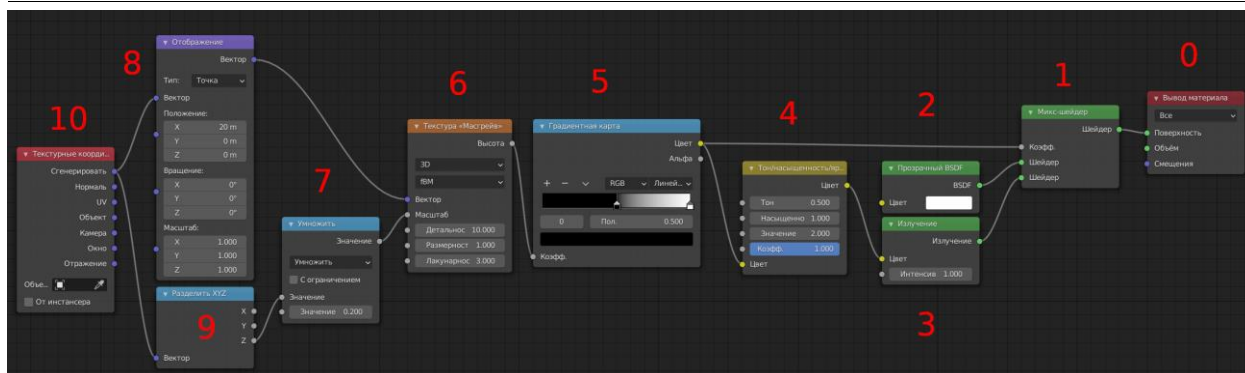 10
Текстурные коорди..
Сгенерировать
Нормаль
UV
Объект
Камера
Окно
Отражение
Объе..
От инстансера
8
Отображение
Вектор
Тип: Точка
Вектор
Положение:
X 20 m
Y 0 m
Z 0 m
Вращение:
X 0°
Y 0°
Z 0°
Масштаб:
X 1.000
Y 1.000
Z 1.000
Разделить XYZ
9
X
Y
Z
Вектор
7
Умножить
Значение
Умножить
С ограничением
Значение
Значение 0.200
6
Текстура «Масгрейв»
Высота
3D
fBM
Вектор
Масштаб
Детальнос 10.000
Размерност 1.000
Лакунарнос 3.000
5
Градиентная карта
Цвет
Альфа
+ − RGB Линей..
0 Поз. 0.500
Коэфф.
4
Тон/насыщенность/яр..
Цвет
Тон 0.500
Насыщенно 1.000
Значение 2.000
Коэфф. 1.000
Цвет
2
Прозрачный BSDF
BSDF
Цвет
Излучение
Излучение
Цвет
Интенсив 1.000
3
1
Микс-шейдер
Шейдер
Коэфф.
Шейдер
Шейдер
0
Вывод материала
Все
Поверхность
Объём
Смещения